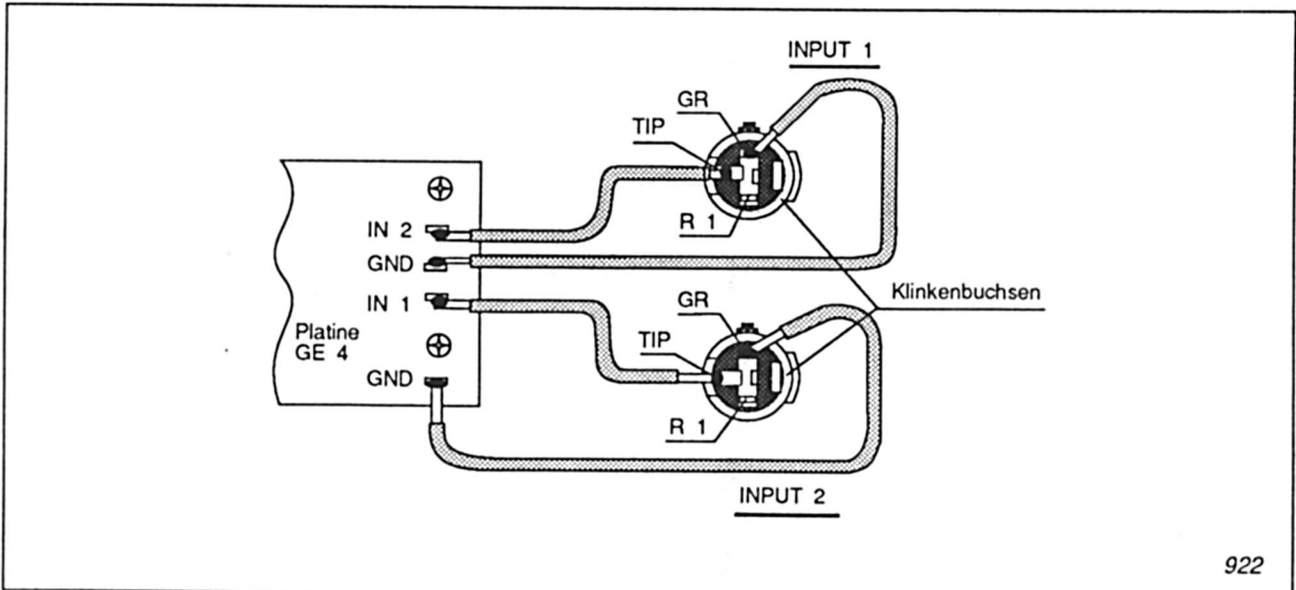 INPUT 1
GR
TIP
R 1
IN 2
GND
IN 1
Platine
GE 4
GND
GR
TIP
R 1
Klinkenbuchsen
INPUT 2
922